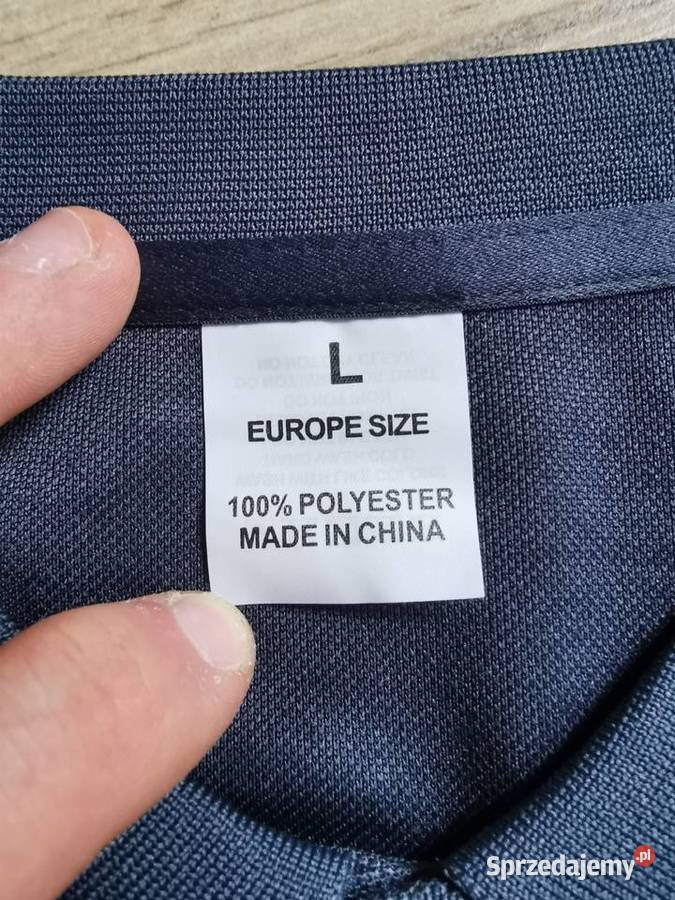 L
EUROPE SIZE
100% POLYESTER
MADE IN CHINA
Sprzedajemy.pl